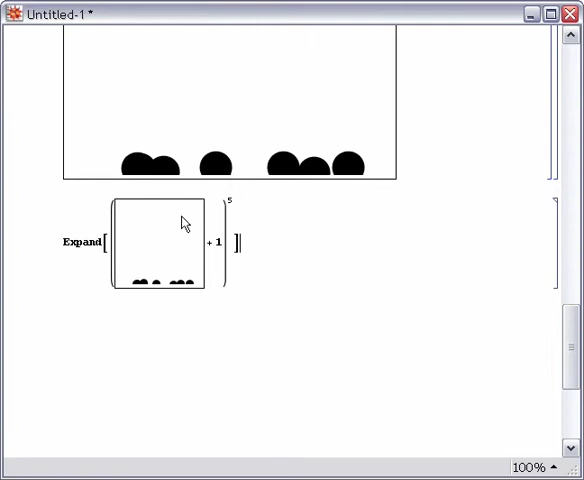 Untitled-1 *
Expand[( + 1)^5]
100%